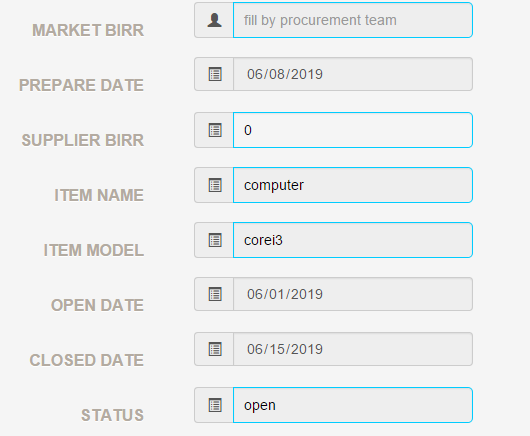 MARKET BIRR fill by procurement team
PREPARE DATE 06/08/2019
SUPPLIER BIRR 0
ITEM NAME computer
ITEM MODEL corei3
OPEN DATE 06/01/2019
CLOSED DATE 06/15/2019
STATUS open